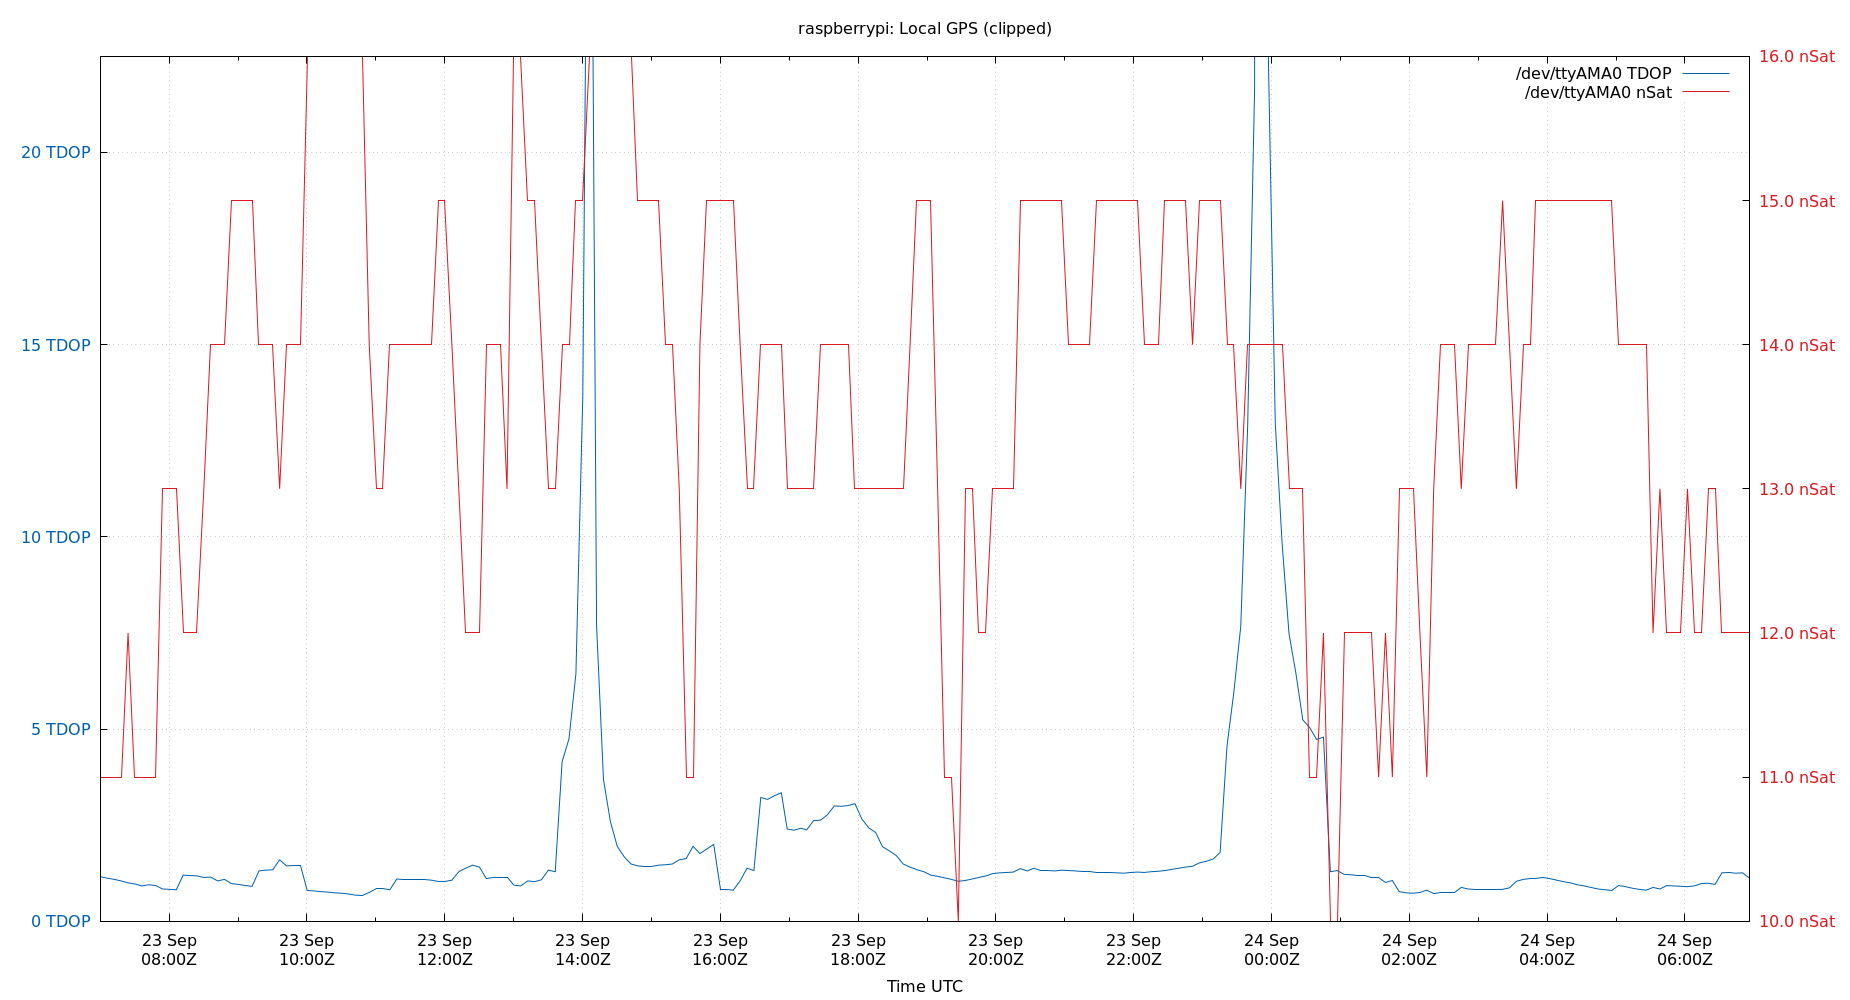 raspberrypi: Local GPS (clipped)
16.0 nSat
/dev/ttyAMA0 TDOP
/dev/ttyAMA0 nSat
20 TDOP
15.0 nSat
15 TDOP
14.0 nSat
13.0 nSat
10 TDOP
12.0 nSat
5 TDOP
11.0 nSat
0 TDOP
10.0 nSat
23 Sep 23 Sep 23 Sep 23 Sep 23 Sep 23 Sep 23 Sep 23 Sep 24 Sep 24 Sep 24 Sep 24 Sep
08:00Z 10:00Z 12:00Z 14:00Z 16:00Z 18:00Z 20:00Z 22:00Z 00:00Z 02:00Z 04:00Z 06:00Z
Time UTC